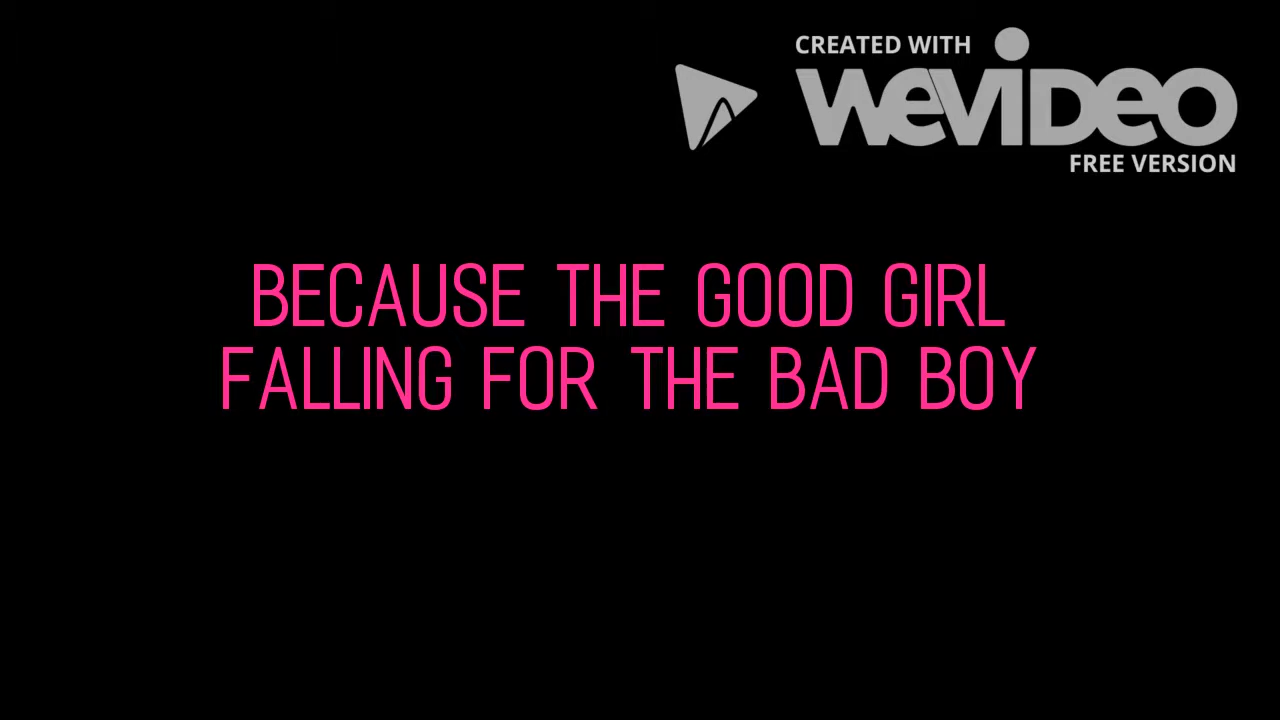 CREATED WITH
WEVIDEO
FREE VERSION
BECAUSE THE GOOD GIRL
FALLING FOR THE BAD BOY